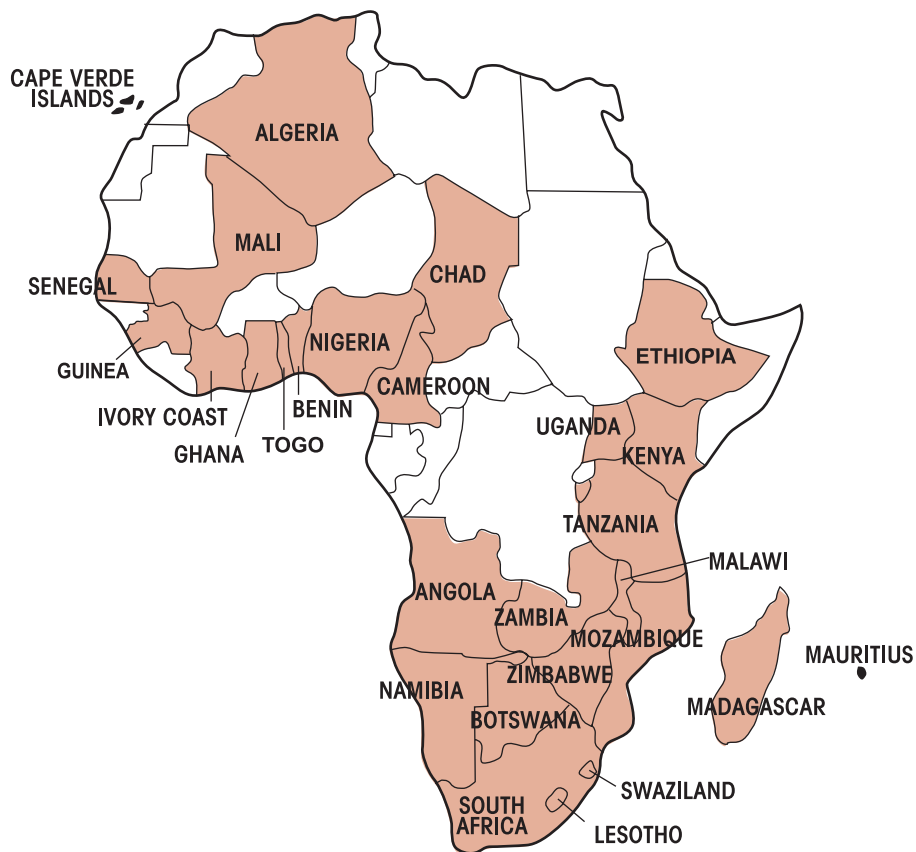 CAPE VERDE
ISLANDS
ALGERIA
MALI
CHAD
SENEGAL
NIGERIA
ETHIOPIA
GUINEA
CAMEROON
IVORY COAST
BENIN
GHANA
TOGO
UGANDA
KENYA
TANZANIA
MALAWI
ANGOLA
ZAMBIA
MOZAMBIQUE
MAURITIUS
ZIMBABWE
NAMIBIA
MADAGASCAR
BOTSWANA
SWAZILAND
SOUTH
AFRICA
LESOTHO